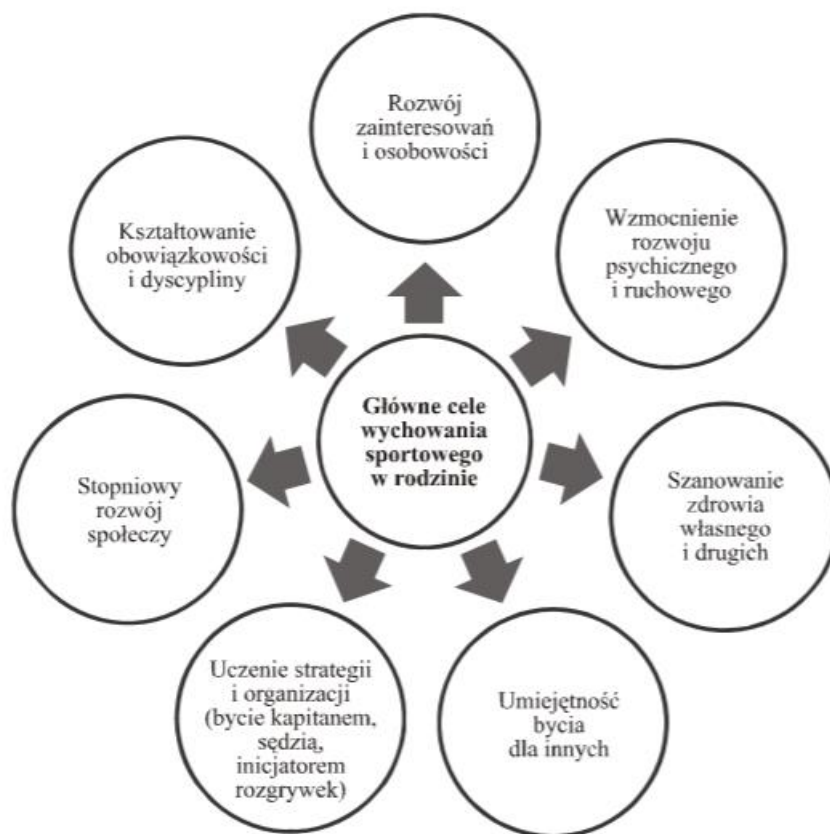 Rozwój
zainteresowań
i osobowości
Wzmocnienie
rozwoju
psychicznego
i ruchowego
Szanowanie
zdrowia
własnego
i drugich
Umiejętność
bycia
dla innych
Uczenie strategii
i organizacji
(bycie kapitanem,
sędzią,
inicjatorem
rozgrywek)
Stopniowy
rozwój
społeczy
Kształtowanie
obowiązkowości
i dyscypliny
Główne cele
wychowania
sportowego
w rodzinie